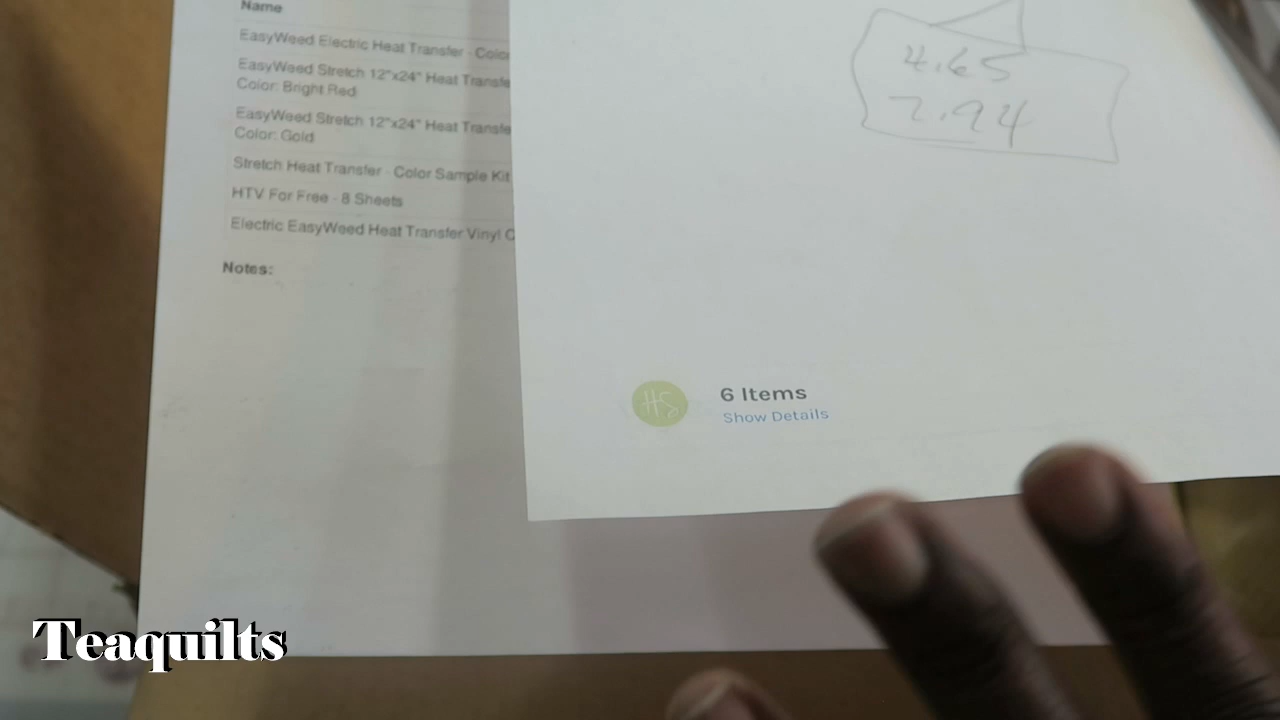 Name
EasyWeed Electric Heat Transfer - Color
EasyWeed Stretch 12"x24" Heat Transfe
Color: Bright Red
EasyWeed Stretch 12"x24" Heat Transfe
Color: Gold
Stretch Heat Transfer - Color Sample Kit
HTV For Free - 8 Sheets
Electric EasyWeed Heat Transfer Vinyl C
Notes:
4.65
7.94
HS
6 Items
Show Details
Teaquilts